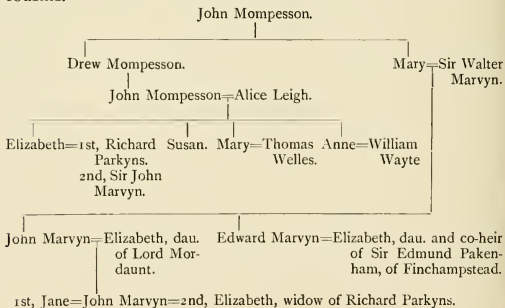 John Mompesson.
Drew Mompesson.
Mary=Sir Walter
Marvyn.
John Mompesson=Alice Leigh.
Elizabeth=1st, Richard
Parkyns.
2nd, Sir John
Marvyn.
Susan.
Mary=Thomas
Welles.
Anne=William
Wayte
John Marvyn=Elizabeth, dau.
of Lord Mor-
daunt.
Edward Marvyn=Elizabeth, dau. and co-heir
of Sir Edmund Paken-
ham, of Finchampstead.
1st, Jane=John Marvyn=2nd, Elizabeth, widow of Richard Parkyns.